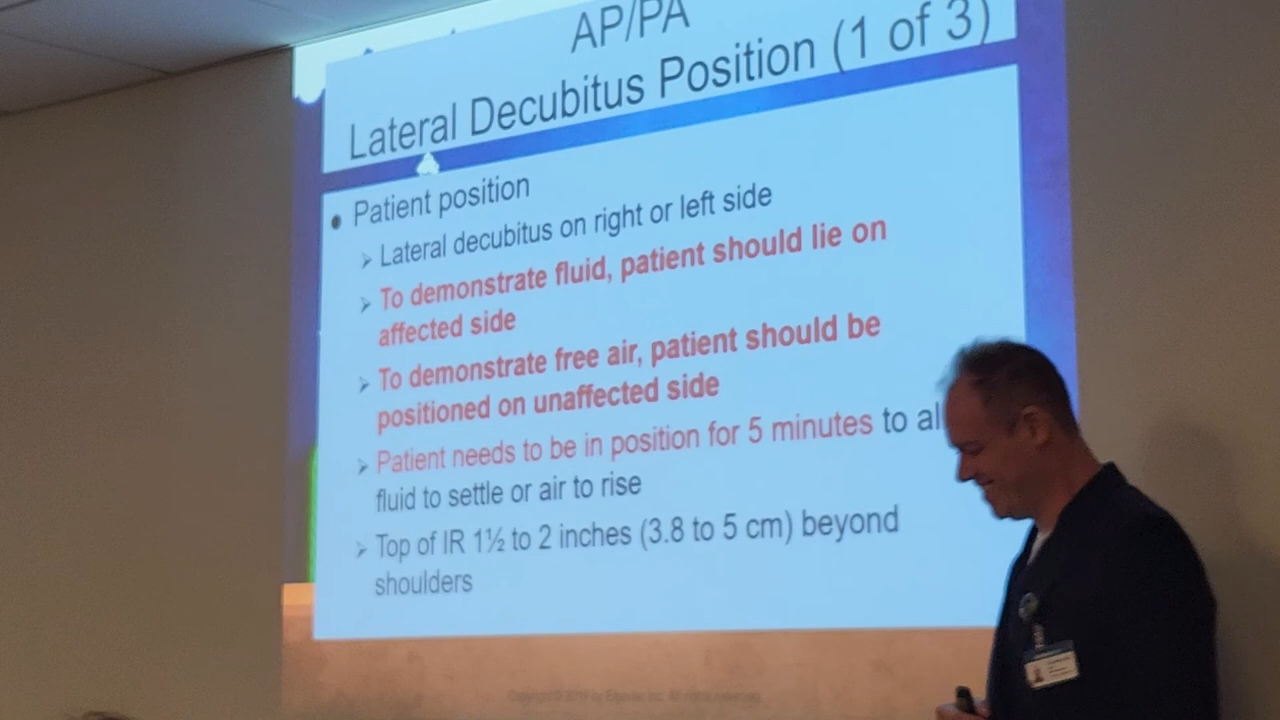 AP/PA
Lateral Decubitus Position (1 of 3)
• Patient position
➢ Lateral decubitus on right or left side
➢ To demonstrate fluid, patient should lie on
affected side
➢ To demonstrate free air, patient should be
positioned on unaffected side
➢ Patient needs to be in position for 5 minutes to al
fluid to settle or air to rise
➢ Top of IR 1½ to 2 inches (3.8 to 5 cm) beyond
shoulders